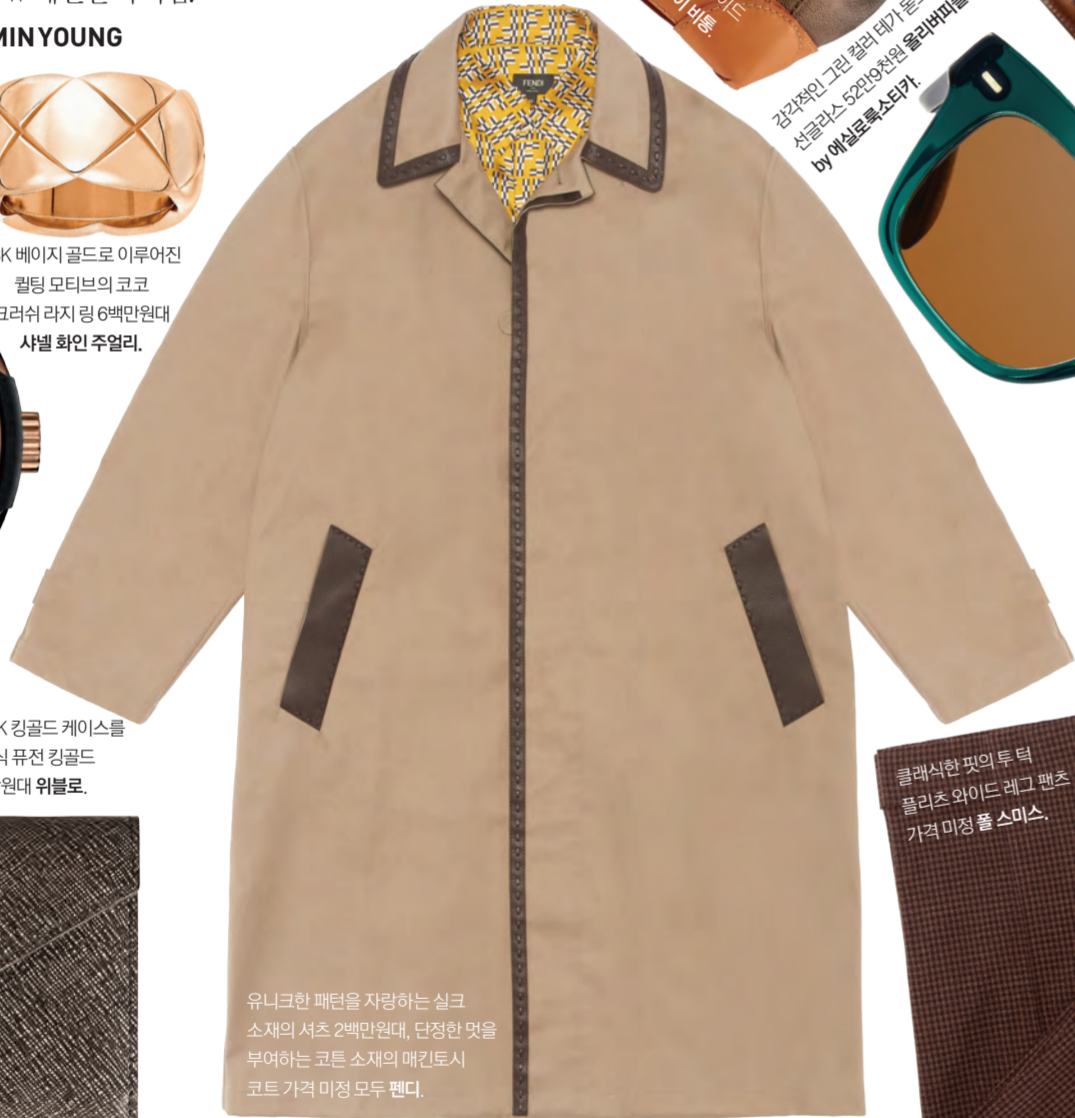 MIN YOUNG
베이지 골드로 이루어진
퀼팅 모티브의 코코
크러쉬 라지 링 6백만원대
샤넬 화인 주얼리.
FENDI
감각적인 그린 컬러 테가
선글라스 52만9천원 올리버피플
by 에실로룩소티카.
K 킹골드 케이스를
퓨전 킹골드
원대 위블로.
클래식한 핏의 투 턱
플리츠 와이드 레그 팬츠
가격 미정 폴 스미스.
유니크한 패턴을 자랑하는 실크
소재의 셔츠 2백만원대, 단정한 멋을
부여하는 코튼 소재의 매킨토시
코트 가격 미정 모두 펜디.